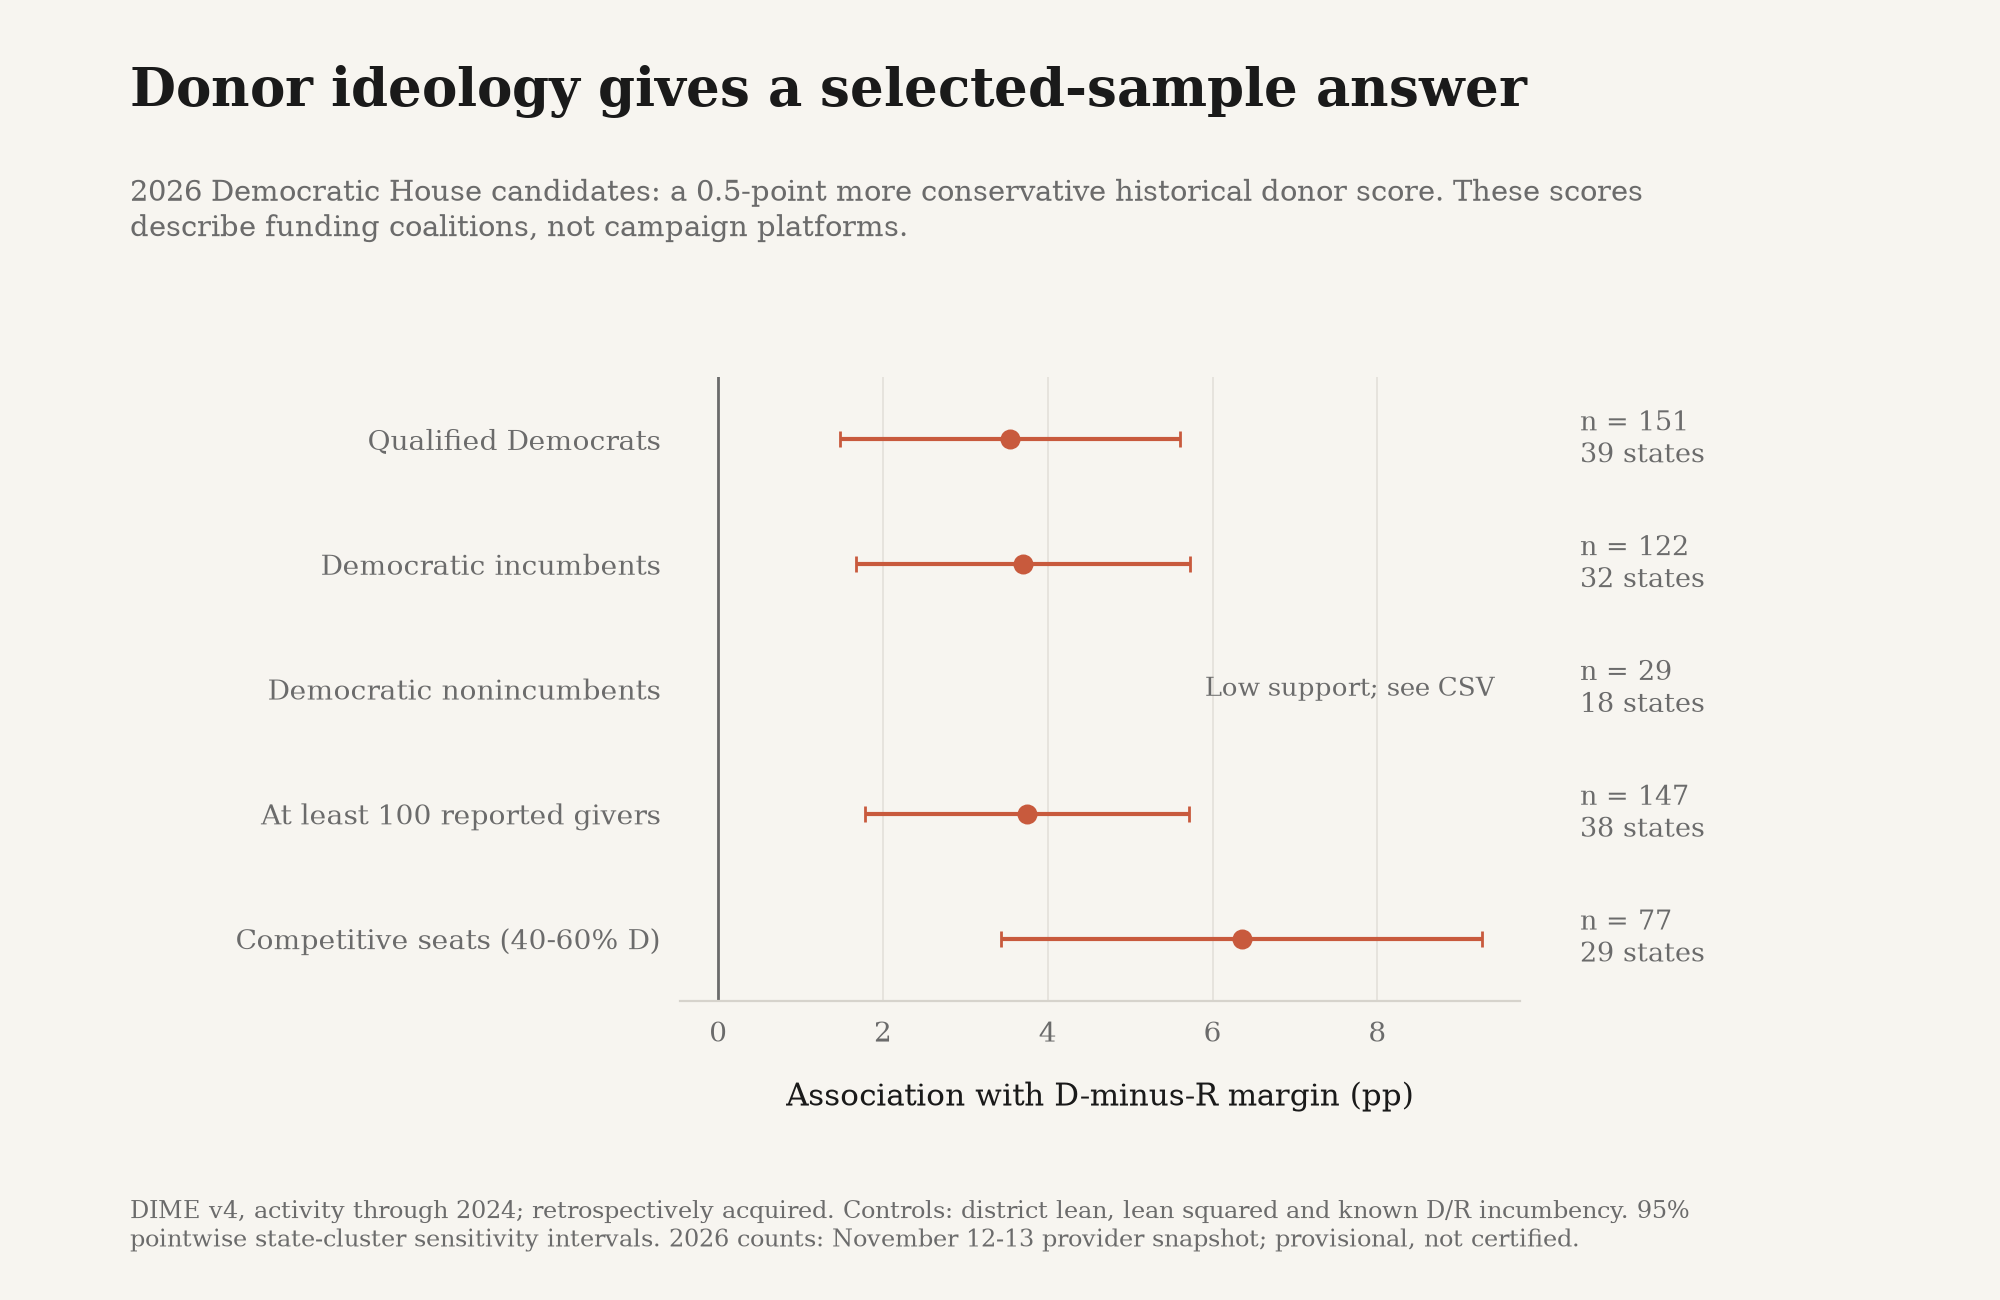 Donor ideology gives a selected-sample answer
2026 Democratic House candidates: a 0.5-point more conservative historical donor score. These scores
describe funding coalitions, not campaign platforms.
Qualified Democrats
n = 151
39 states
Democratic incumbents
n = 122
32 states
Democratic nonincumbents
Low support; see CSV
n = 29
18 states
At least 100 reported givers
n = 147
38 states
Competitive seats (40-60% D)
n = 77
29 states
0 2 4 6 8
Association with D-minus-R margin (pp)
DIME v4, activity through 2024; retrospectively acquired. Controls: district lean, lean squared and known D/R incumbency. 95%
pointwise state-cluster sensitivity intervals. 2026 counts: November 12-13 provider snapshot; provisional, not certified.